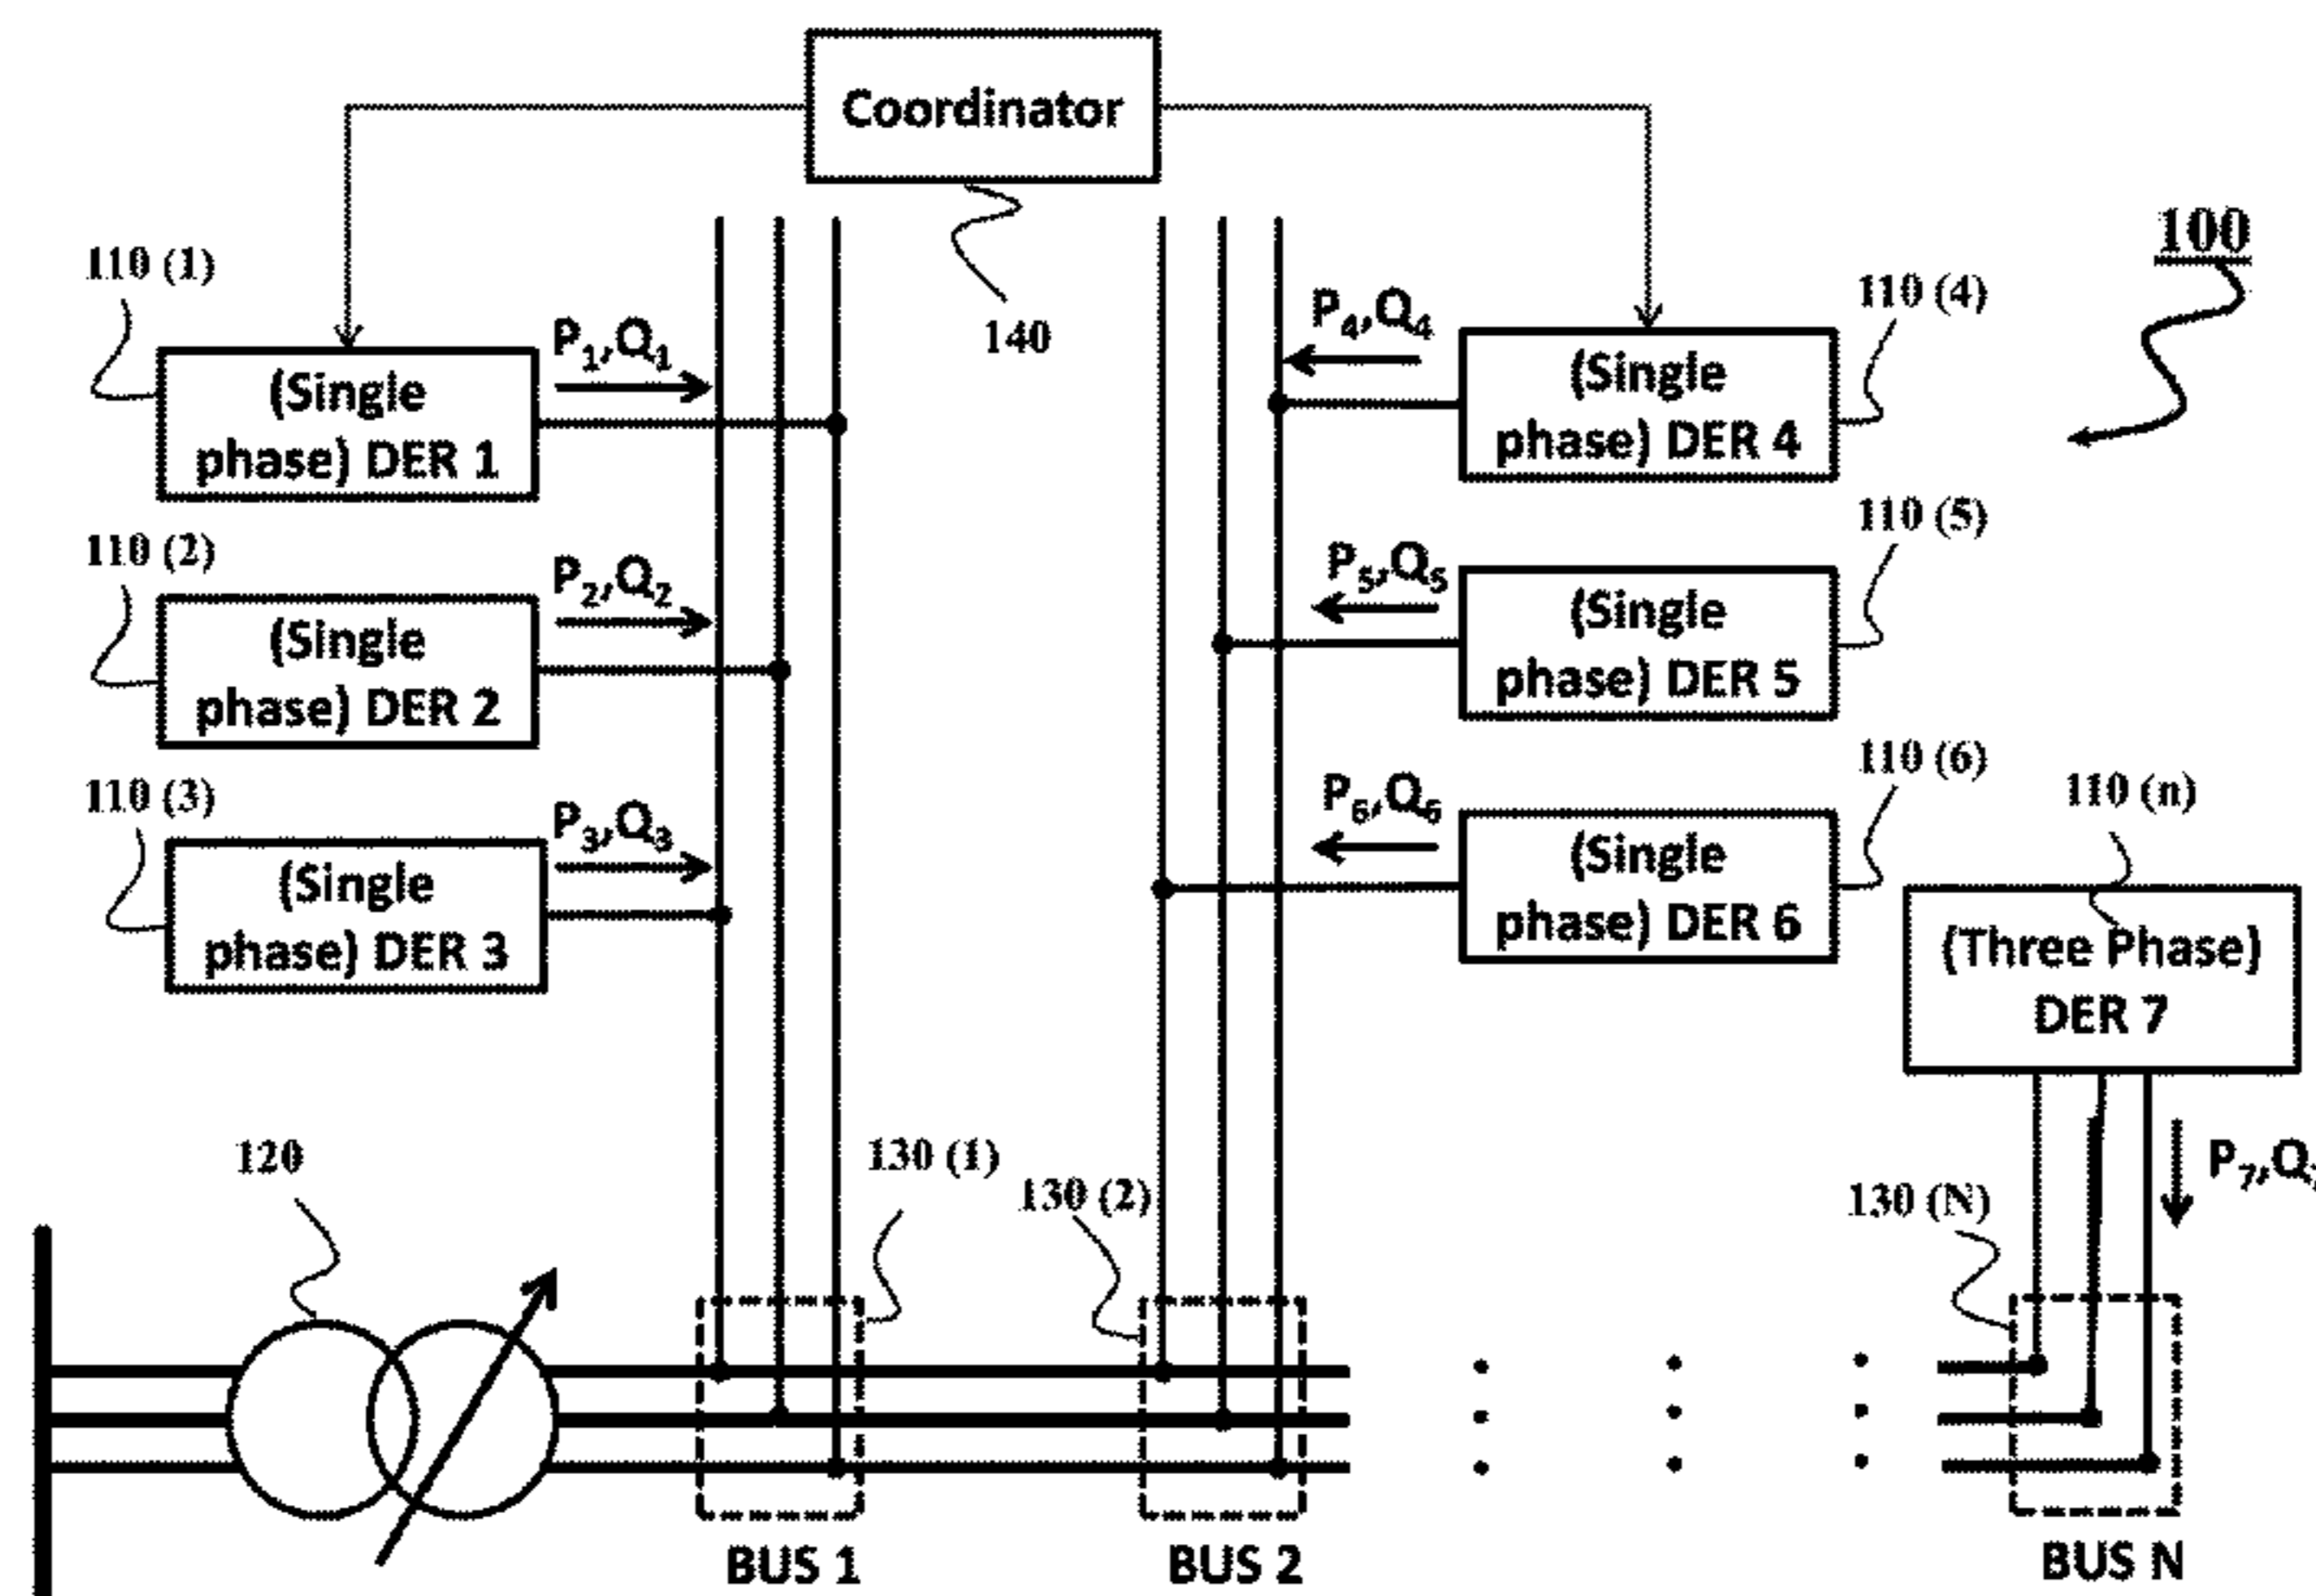 Coordinator
100
110 (1)
P1,Q1
140
P4,Q4
110 (4)
(Single
phase) DER 1
(Single
phase) DER 4
110 (2)
P2,Q2
P5,Q5
110 (5)
(Single
phase) DER 2
(Single
phase) DER 5
110 (3)
P3,Q3
P6,Q6
110 (6)
110 (n)
(Single
phase) DER 3
(Single
phase) DER 6
(Three Phase)
DER 7
120
130 (1)
130 (2)
130 (N)
P7,Q7
BUS 1
BUS 2
BUS N